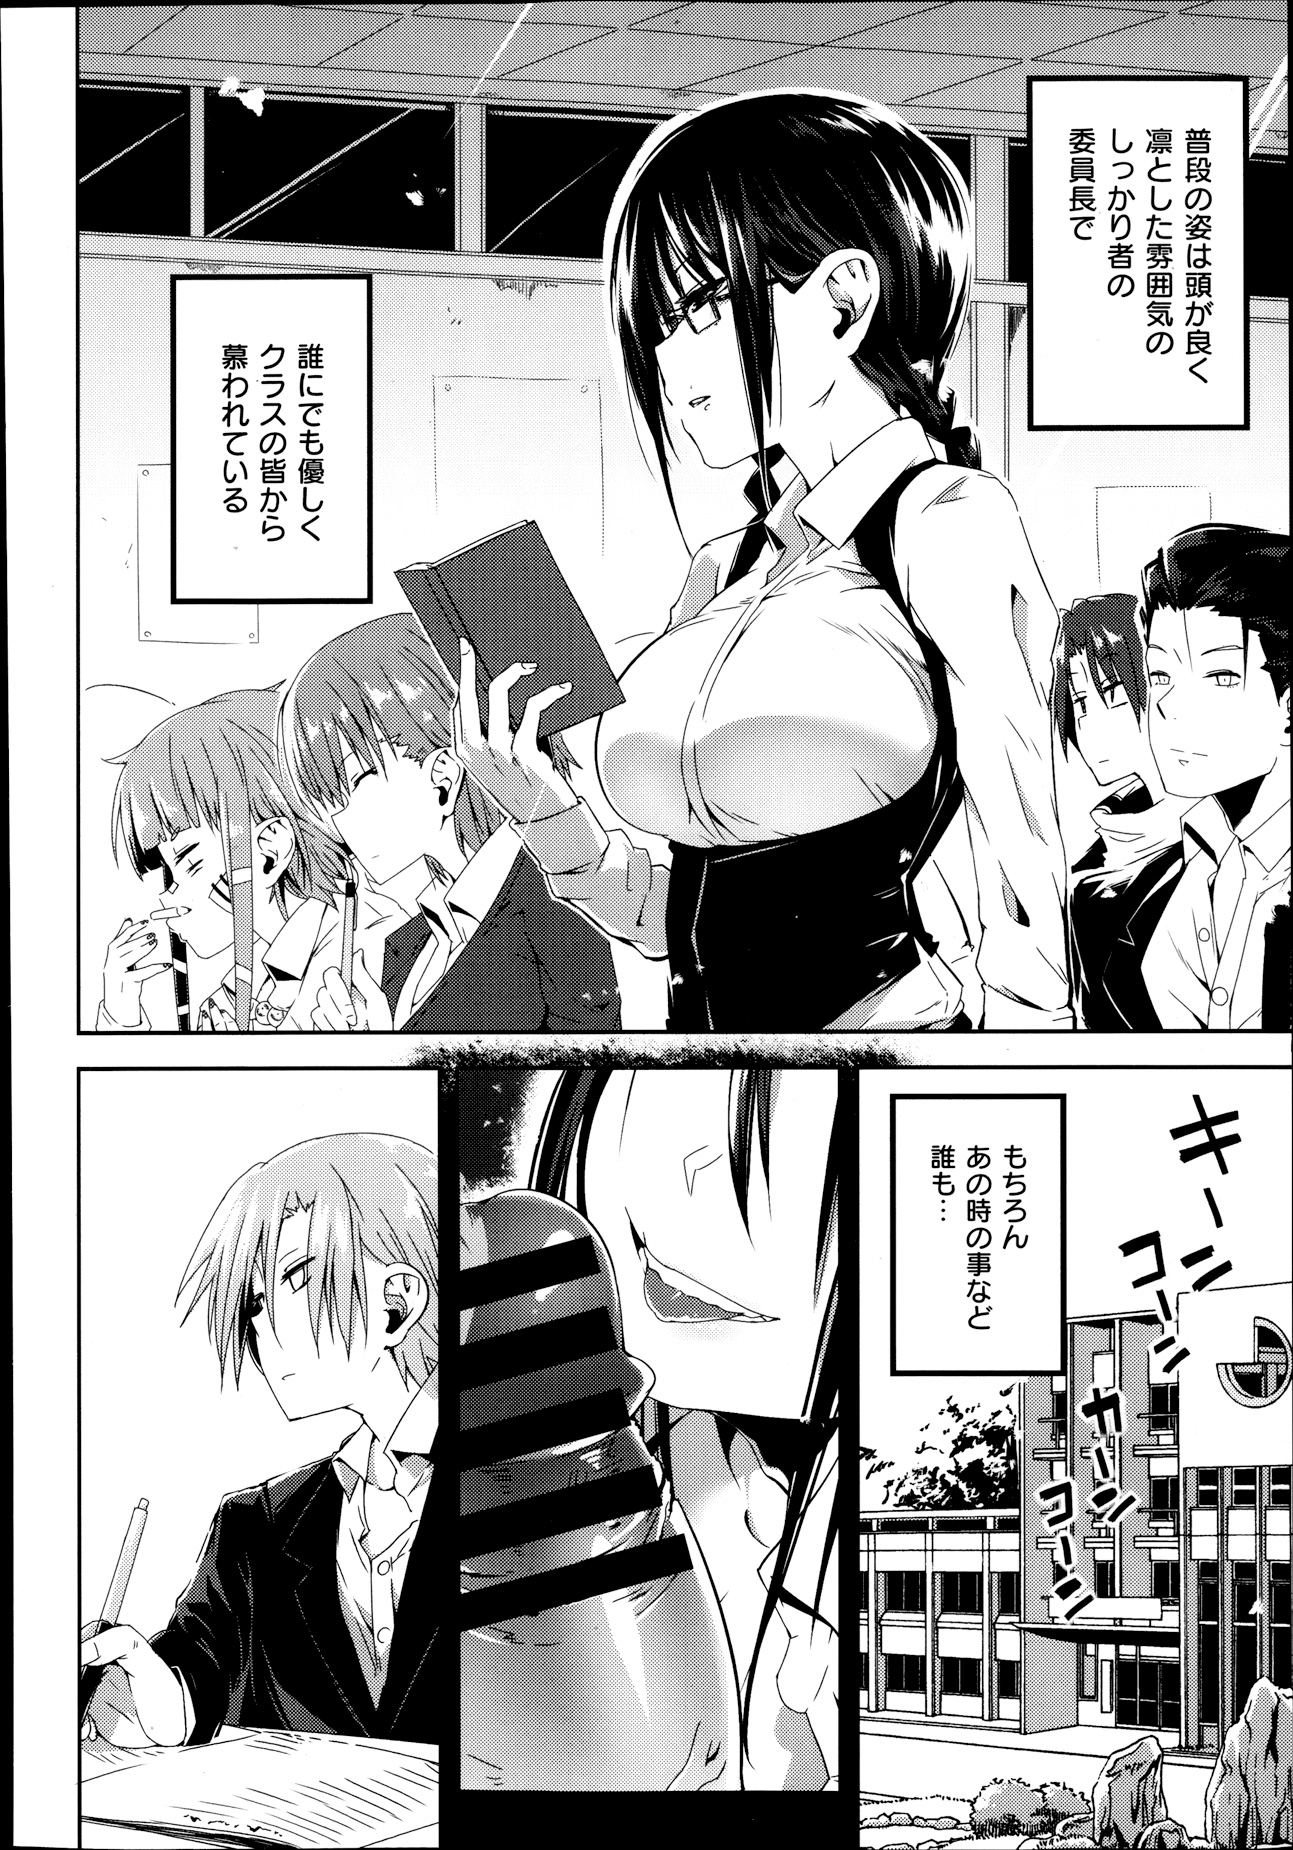 普段の姿は頭が良く
凛とした雰囲気の
しっかり者の
委員長で
誰にでも優しく
クラスの皆から
慕われている
キーン
コーン
カーン
コーン
もちろん
あの時の事など
誰も…